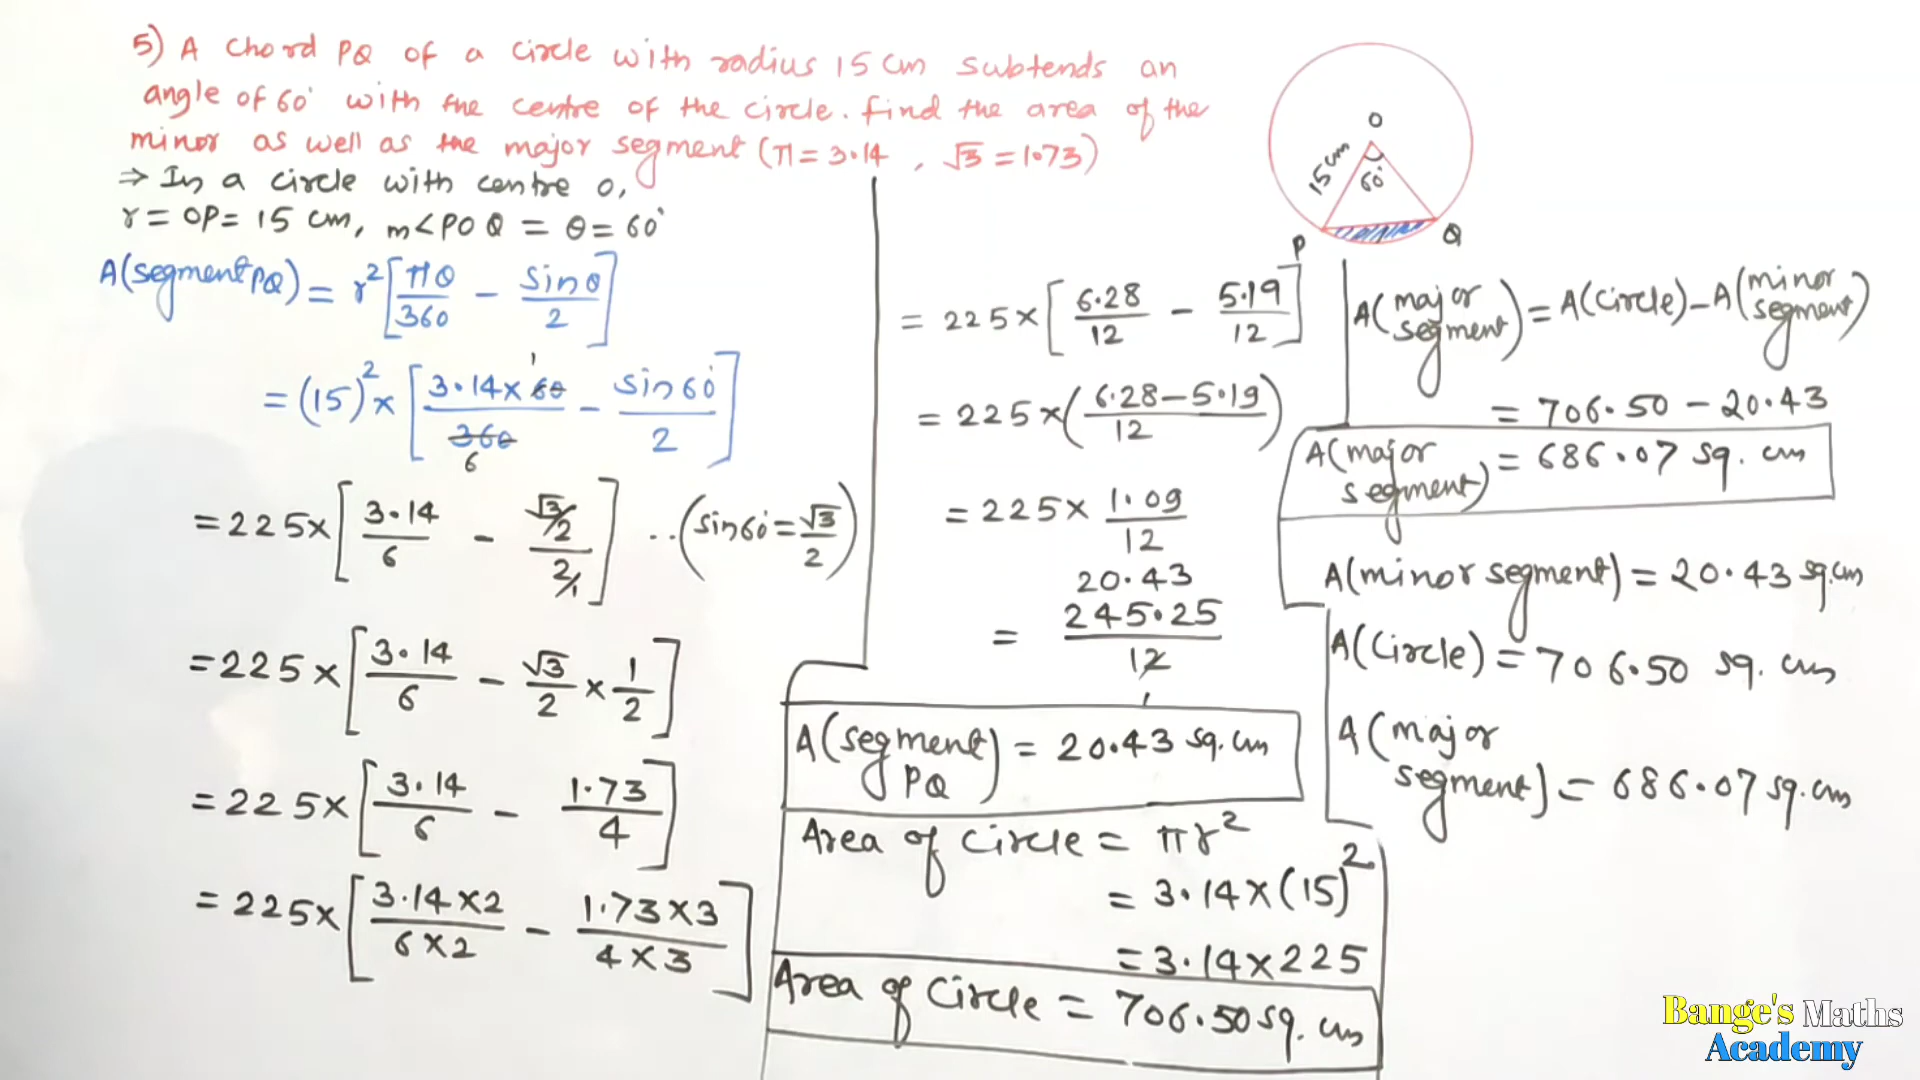 5) A chord PQ of a circle with radius 15 cm subtends an
angle of 60° with the centre of the circle. find the area of the
minor as well as the major segment (π = 3.14 , √3 = 1.73)
⇒ In a circle with centre o,
r = OP = 15 cm, m∠POQ = θ = 60°
A(segment PQ) = r² [πθ/360 - sinθ/2]
= (15)² × [3.14 × 60/360 - sin60°/2]
1
6
= 225 × [3.14/6 - √3/2 / 2/1] ..(sin60° = √3/2)
= 225 × [3.14/6 - √3/2 × 1/2]
= 225 × [3.14/6 - 1.73/4]
= 225 × [3.14 × 2/6 × 2 - 1.73 × 3/4 × 3]
= 225 × [6.28/12 - 5.19/12]
= 225 × (6.28 - 5.19/12)
= 225 × 1.09/12
20.43
= 245.25/12
1
A(segment PQ) = 20.43 sq. cm
Area of circle = πr²
= 3.14 × (15)²
= 3.14 × 225
Area of Circle = 706.50 sq. cm
O
15 cm
60°
P
Q
A(major segment) = A(circle) - A(minor segment)
= 706.50 - 20.43
A(major segment) = 686.07 sq. cm
A(minor segment) = 20.43 sq.cm
A(Circle) = 706.50 sq. cm
A(major segment) = 686.07 sq.cm
Bange's Maths
Academy